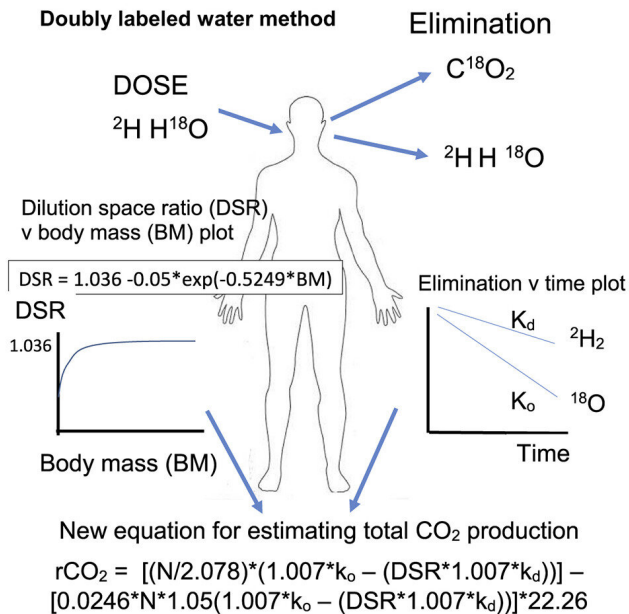 Doubly labeled water method
Elimination
C¹⁸O₂
DOSE
²H H¹⁸O
²H H ¹⁸O
Dilution space ratio (DSR)
v body mass (BM) plot
DSR = 1.036 -0.05*exp(-0.5249*BM)
DSR
1.036
Body mass (BM)
Elimination v time plot
K_d
²H₂
Kₒ
¹⁸O
Time
New equation for estimating total CO₂ production
rCO₂ = [(N/2.078)*(1.007*kₒ – (DSR*1.007*k_d))] –
[0.0246*N*1.05(1.007*kₒ – (DSR*1.007*k_d))]*22.26